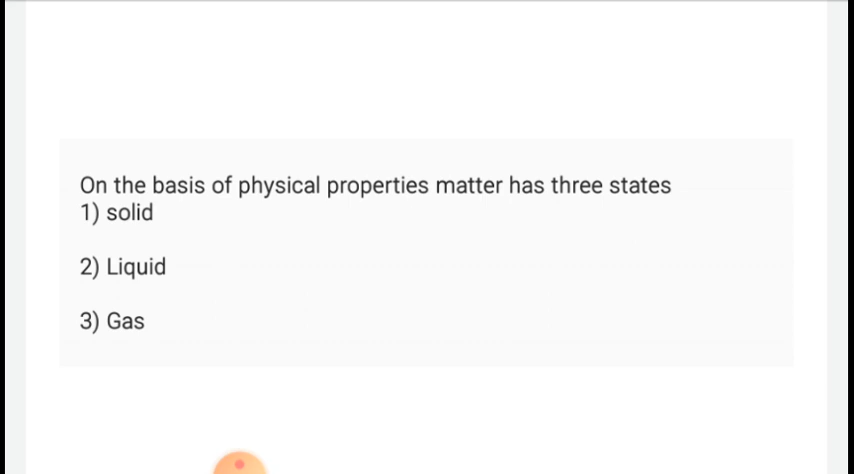 On the basis of physical properties matter has three states
1) solid
2) Liquid
3) Gas